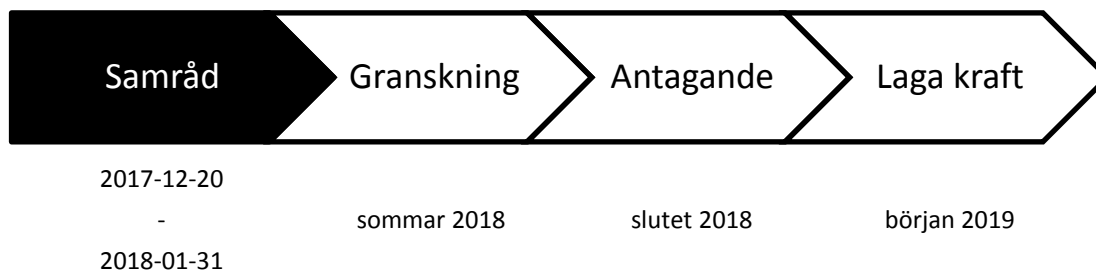 Samråd Granskning Antagande Laga kraft
2017-12-20
-
2018-01-31
sommar 2018
slutet 2018
början 2019